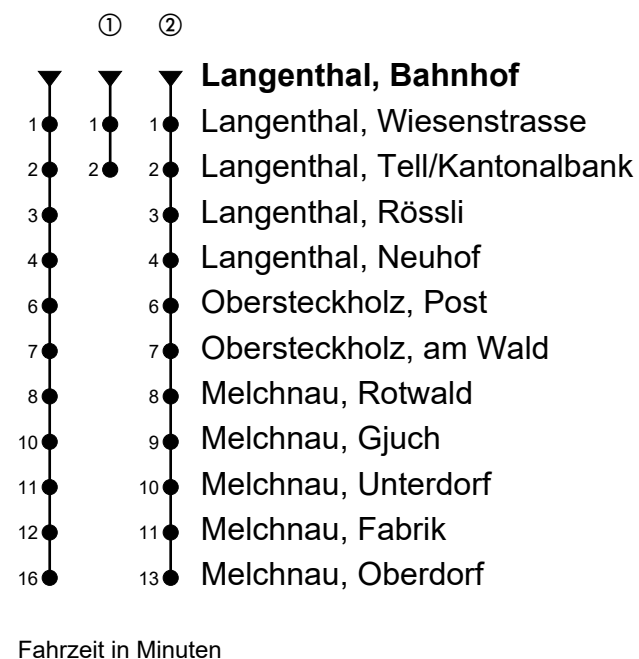 ① ②
Langenthal, Bahnhof
1 1 1 Langenthal, Wiesenstrasse
2 2 2 Langenthal, Tell/Kantonalbank
3 3 Langenthal, Rössli
4 4 Langenthal, Neuhof
6 6 Obersteckholz, Post
7 7 Obersteckholz, am Wald
8 8 Melchnau, Rotwald
10 9 Melchnau, Gjuch
11 10 Melchnau, Unterdorf
12 11 Melchnau, Fabrik
16 13 Melchnau, Oberdorf
Fahrzeit in Minuten